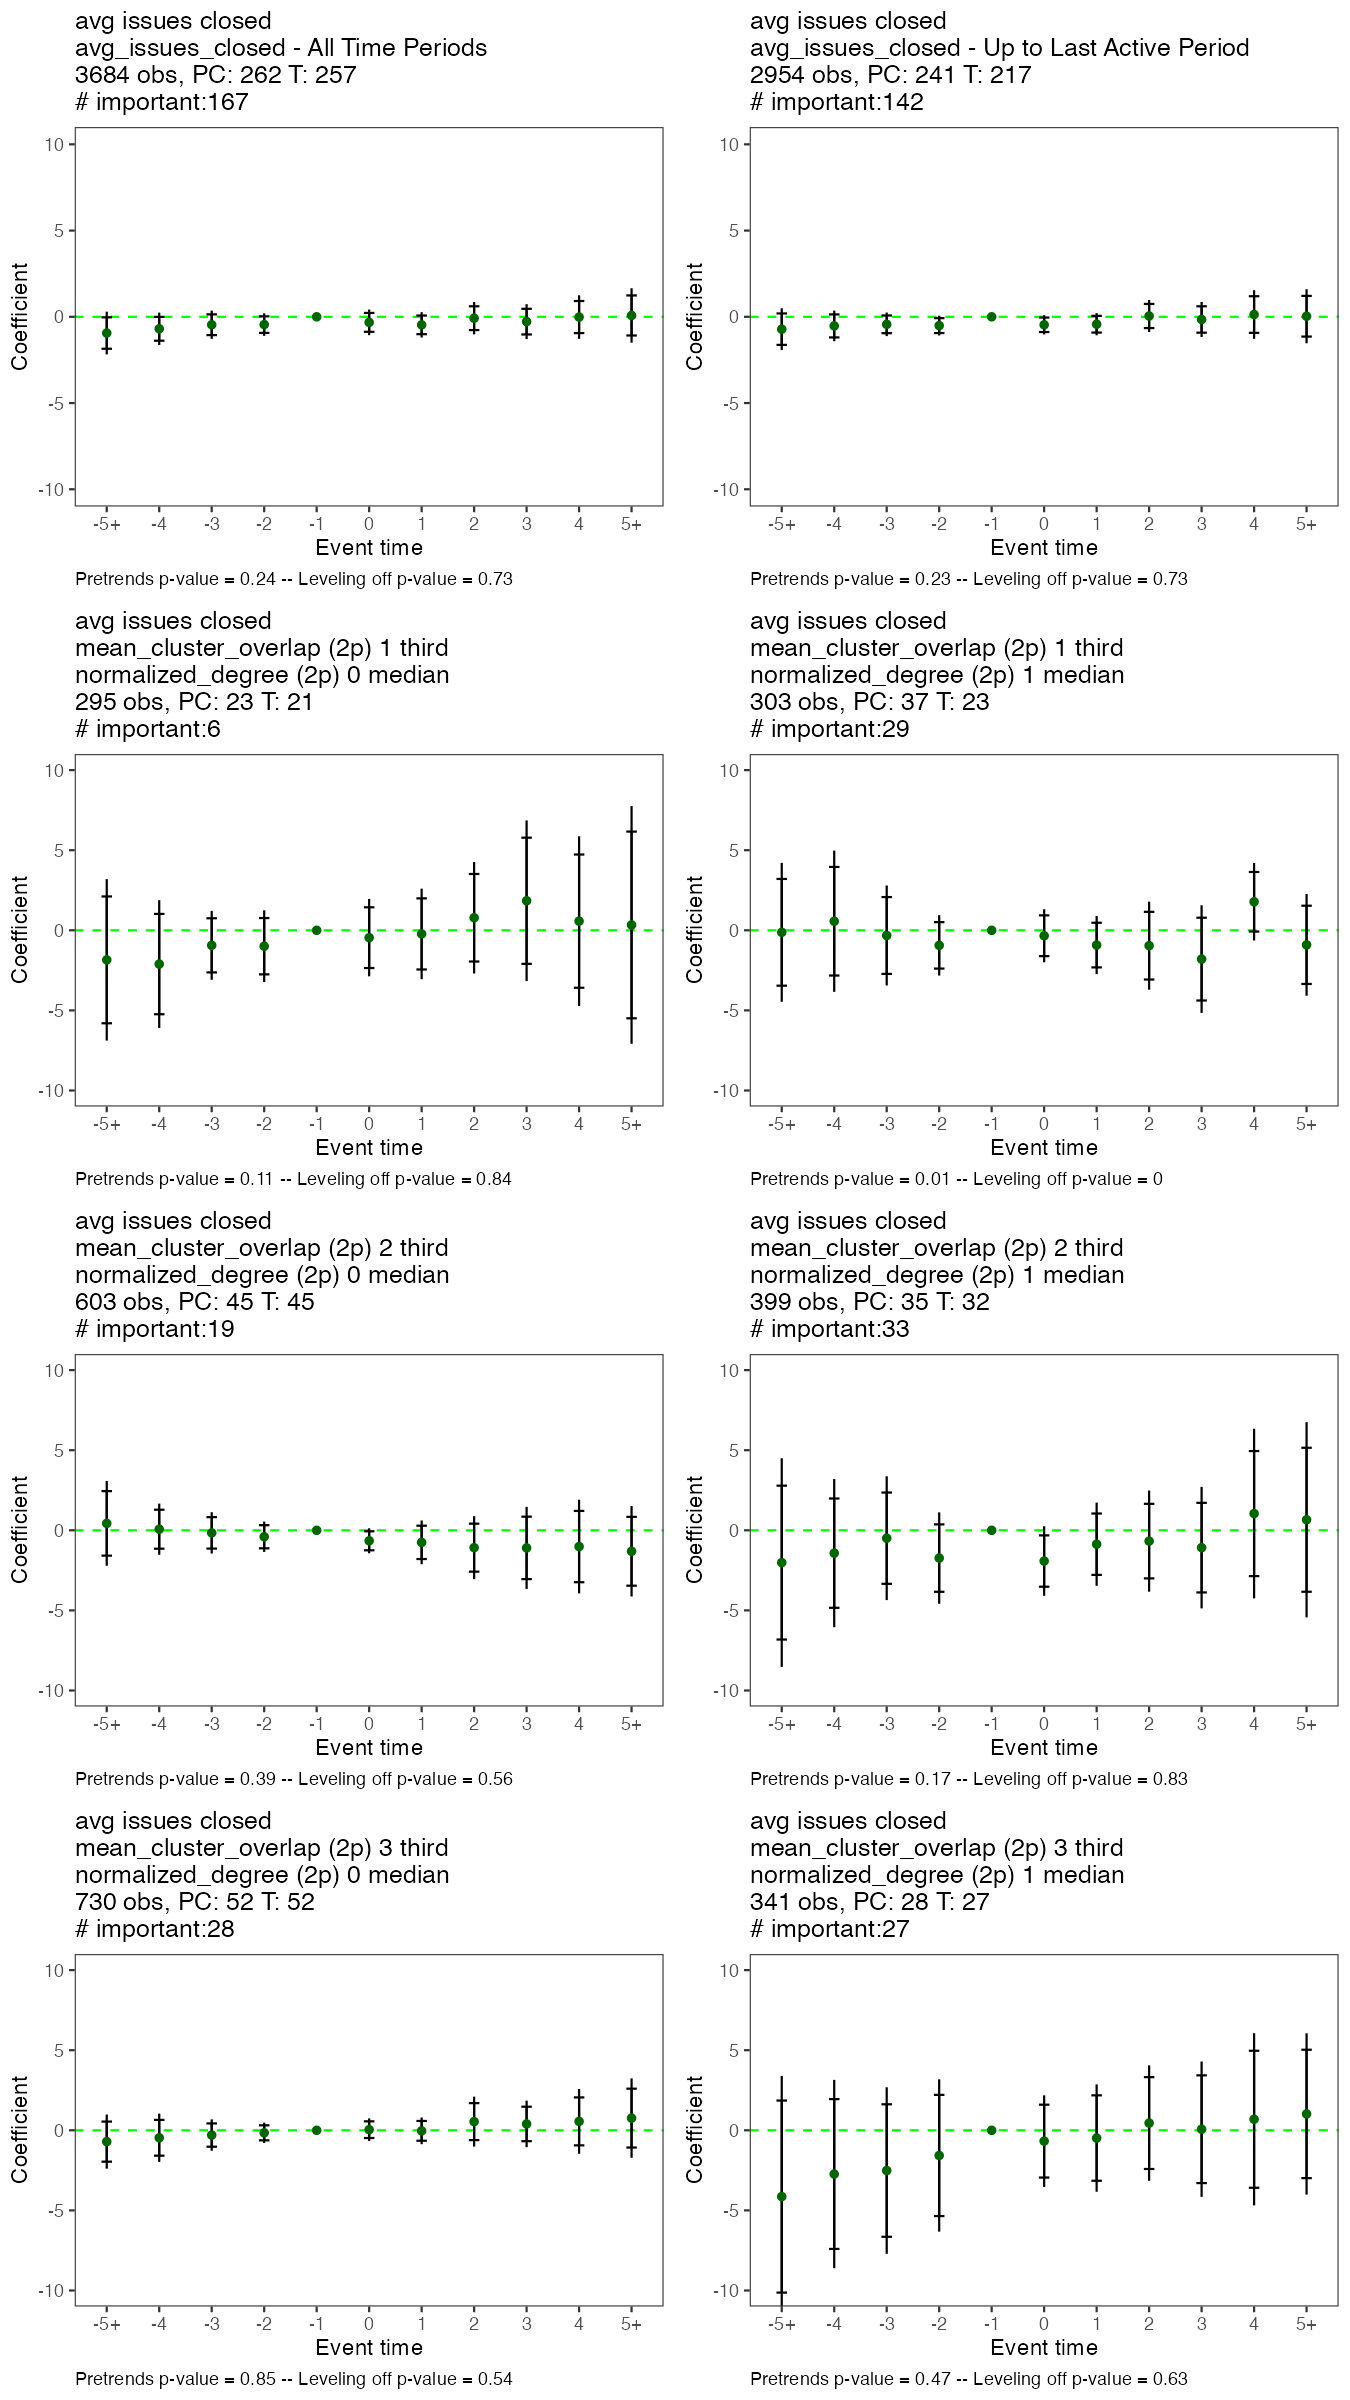 avg issues closed
avg_issues_closed - All Time Periods
3684 obs, PC: 262 T: 257
# important:167
10
5
0
-5
-10
Coefficient
-5+ -4 -3 -2 -1 0 1 2 3 4 5+
Event time
Pretrends p-value = 0.24 -- Leveling off p-value = 0.73
avg issues closed
avg_issues_closed - Up to Last Active Period
2954 obs, PC: 241 T: 217
# important:142
10
5
0
-5
-10
Coefficient
-5+ -4 -3 -2 -1 0 1 2 3 4 5+
Event time
Pretrends p-value = 0.23 -- Leveling off p-value = 0.73
avg issues closed
mean_cluster_overlap (2p) 1 third
normalized_degree (2p) 0 median
295 obs, PC: 23 T: 21
# important:6
10
5
0
-5
-10
Coefficient
-5+ -4 -3 -2 -1 0 1 2 3 4 5+
Event time
Pretrends p-value = 0.11 -- Leveling off p-value = 0.84
avg issues closed
mean_cluster_overlap (2p) 1 third
normalized_degree (2p) 1 median
303 obs, PC: 37 T: 23
# important:29
10
5
0
-5
-10
Coefficient
-5+ -4 -3 -2 -1 0 1 2 3 4 5+
Event time
Pretrends p-value = 0.01 -- Leveling off p-value = 0
avg issues closed
mean_cluster_overlap (2p) 2 third
normalized_degree (2p) 0 median
603 obs, PC: 45 T: 45
# important:19
10
5
0
-5
-10
Coefficient
-5+ -4 -3 -2 -1 0 1 2 3 4 5+
Event time
Pretrends p-value = 0.39 -- Leveling off p-value = 0.56
avg issues closed
mean_cluster_overlap (2p) 2 third
normalized_degree (2p) 1 median
399 obs, PC: 35 T: 32
# important:33
10
5
0
-5
-10
Coefficient
-5+ -4 -3 -2 -1 0 1 2 3 4 5+
Event time
Pretrends p-value = 0.17 -- Leveling off p-value = 0.83
avg issues closed
mean_cluster_overlap (2p) 3 third
normalized_degree (2p) 0 median
730 obs, PC: 52 T: 52
# important:28
10
5
0
-5
-10
Coefficient
-5+ -4 -3 -2 -1 0 1 2 3 4 5+
Event time
Pretrends p-value = 0.85 -- Leveling off p-value = 0.54
avg issues closed
mean_cluster_overlap (2p) 3 third
normalized_degree (2p) 1 median
341 obs, PC: 28 T: 27
# important:27
10
5
0
-5
-10
Coefficient
-5+ -4 -3 -2 -1 0 1 2 3 4 5+
Event time
Pretrends p-value = 0.47 -- Leveling off p-value = 0.63